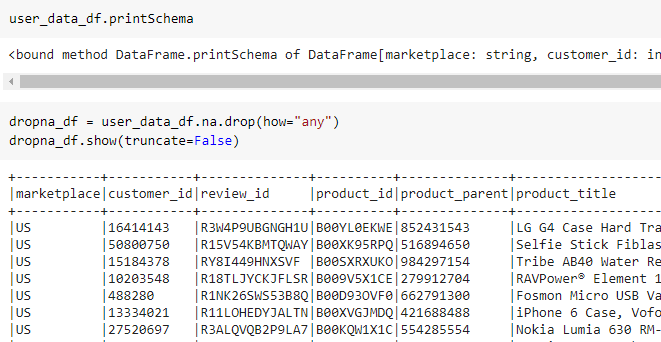 user_data_df.printSchema
<bound method DataFrame.printSchema of DataFrame[marketplace: string, customer_id: in
dropna_df = user_data_df.na.drop(how="any")
dropna_df.show(truncate=False)
+-----------+-----------+--------------+----------+--------------+------------------
|marketplace|customer_id|review_id     |product_id|product_parent|product_title
+-----------+-----------+--------------+----------+--------------+------------------
|US         |16414143   |R3W4P9UBGNGH1U|B00YL0EKWE|852431543     |LG G4 Case Hard Tra
|US         |50800750   |R15V54KBMTQWAY|B00XK95RPQ|516894650     |Selfie Stick Fiblas
|US         |15184378   |RY8I449HNXSVF |B00SXRXUKO|984297154     |Tribe AB40 Water Re
|US         |10203548   |R18TLJYCKJFLSR|B009V5X1CE|279912704     |RAVPower® Element 1
|US         |488280     |R1NK26SWS53B8Q|B00D93OVF0|662791300     |Fosmon Micro USB Va
|US         |13334021   |R11LOHEDYJALTN|B00XVGJMDQ|421688488     |iPhone 6 Case, Vofo
|US         |27520697   |R3ALQVQB2P9LA7|B00KQW1X1C|554285554     |Nokia Lumia 630 RM-